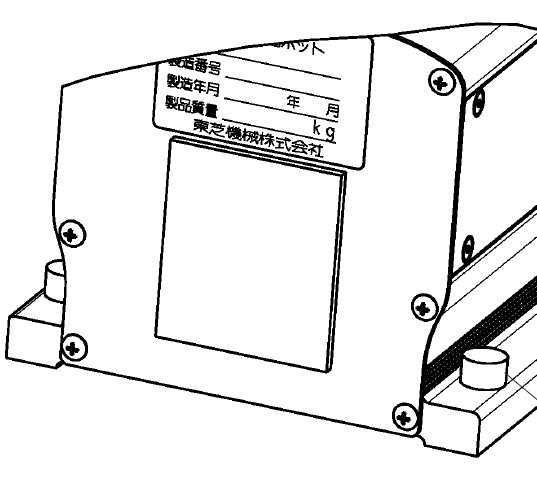 ボット
製造番号
製造年月 年 月
製品質量 kg
東芝機械株式会社